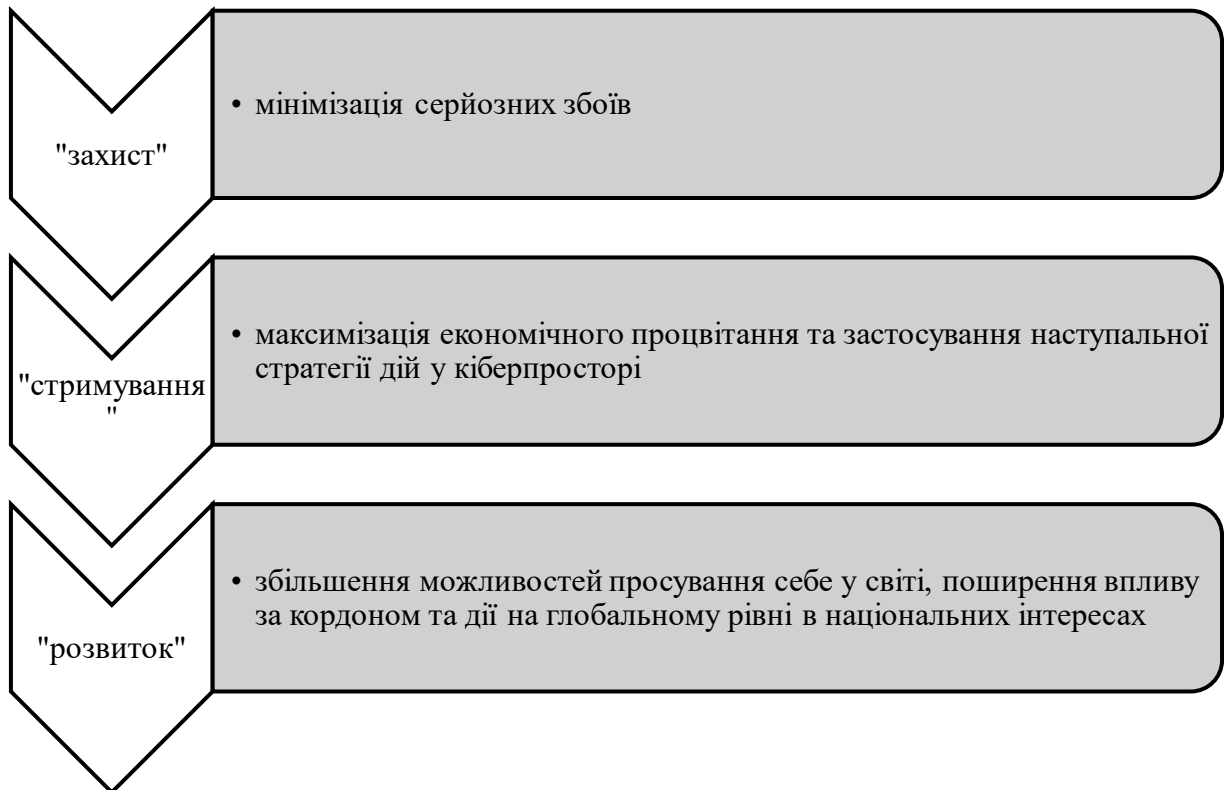 "захист"
• мінімізація серйозних збоїв
"стримування
"
• максимізація економічного процвітання та застосування наступальної
стратегії дій у кіберпросторі
"розвиток"
• збільшення можливостей просування себе у світі, поширення впливу
за кордоном та дії на глобальному рівні в національних інтересах